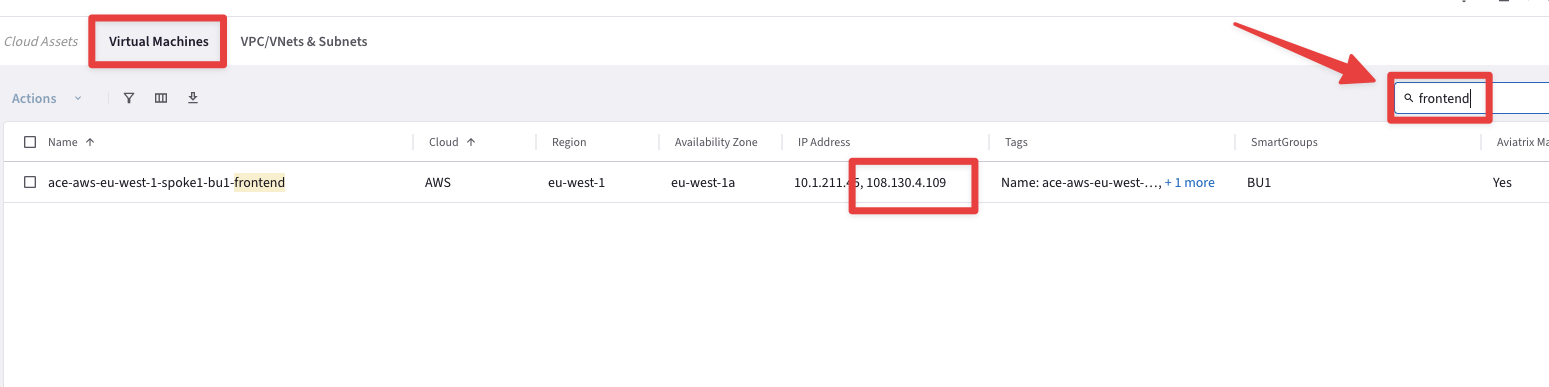 Cloud Assets Virtual Machines VPC/VNets & Subnets
Actions frontend
Name Cloud Region Availability Zone IP Address Tags SmartGroups Aviatrix Ma
ace-aws-eu-west-1-spoke1-bu1-frontend AWS eu-west-1 eu-west-1a 10.1.211.45, 108.130.4.109 Name: ace-aws-eu-west-…, + 1 more BU1 Yes